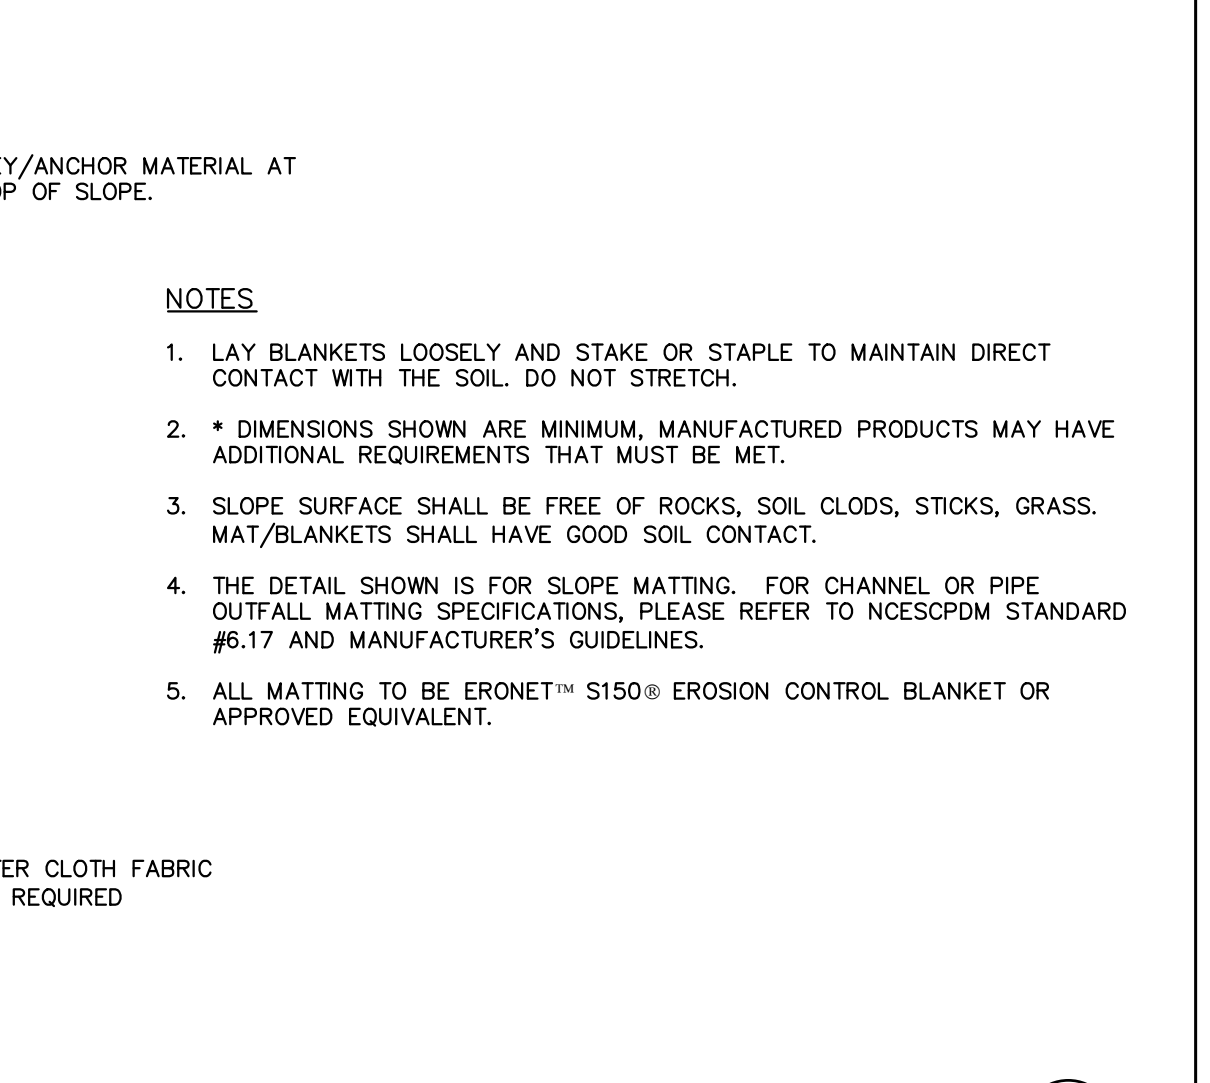 /ANCHOR MATERIAL AT
OF SLOPE.
NOTES
1. LAY BLANKETS LOOSELY AND STAKE OR STAPLE TO MAINTAIN DIRECT
CONTACT WITH THE SOIL. DO NOT STRETCH.
2. * DIMENSIONS SHOWN ARE MINIMUM, MANUFACTURED PRODUCTS MAY HAVE
ADDITIONAL REQUIREMENTS THAT MUST BE MET.
3. SLOPE SURFACE SHALL BE FREE OF ROCKS, SOIL CLODS, STICKS, GRASS.
MAT/BLANKETS SHALL HAVE GOOD SOIL CONTACT.
4. THE DETAIL SHOWN IS FOR SLOPE MATTING. FOR CHANNEL OR PIPE
OUTFALL MATTING SPECIFICATIONS, PLEASE REFER TO NCESCPDM STANDARD
#6.17 AND MANUFACTURER'S GUIDELINES.
5. ALL MATTING TO BE ERONET™ S150® EROSION CONTROL BLANKET OR
APPROVED EQUIVALENT.
CLOTH FABRIC
REQUIRED